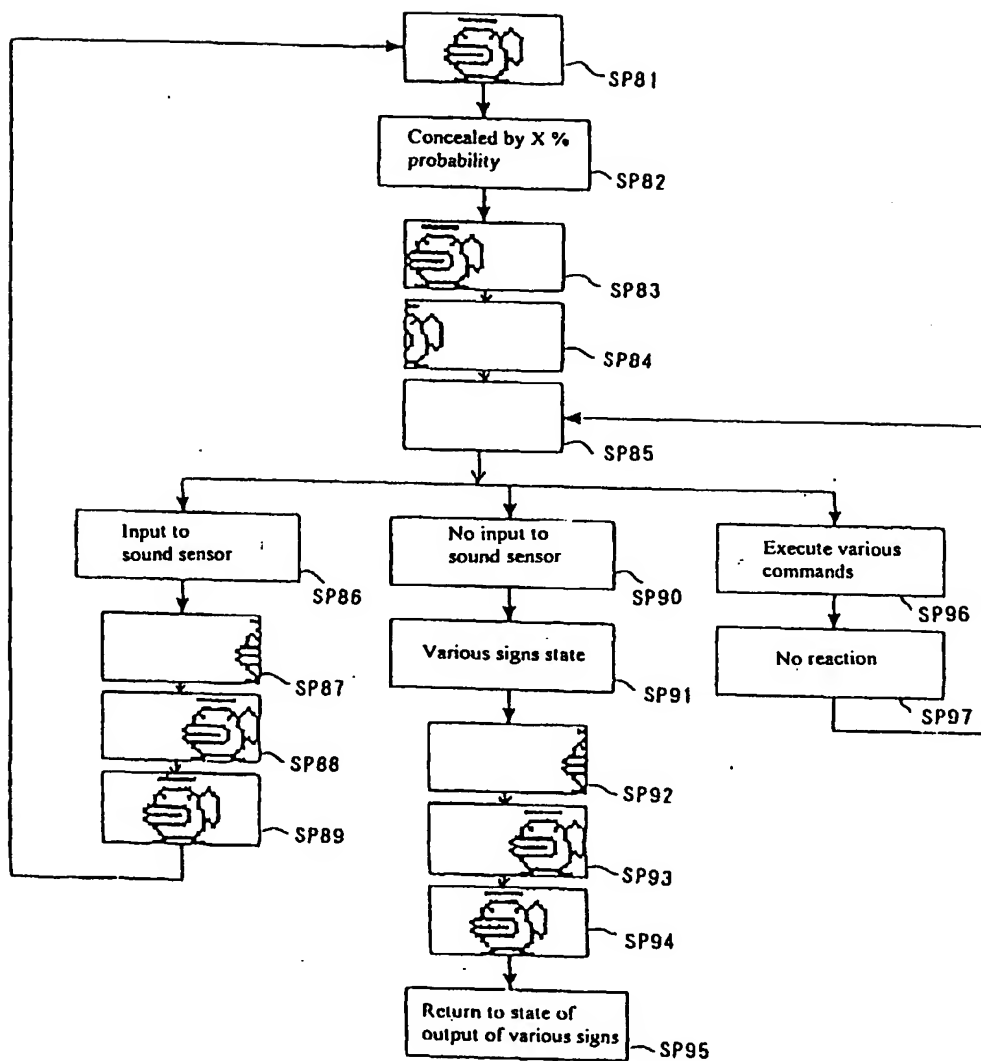 SP81
Concealed by X %
probability
SP82
SP83
SP84
SP85
Input to
sound sensor
SP86
SP87
SP88
SP89
No input to
sound sensor
SP90
Various signs state
SP91
SP92
SP93
SP94
Return to state of
output of various signs
SP95
Execute various
commands
SP96
No reaction
SP97